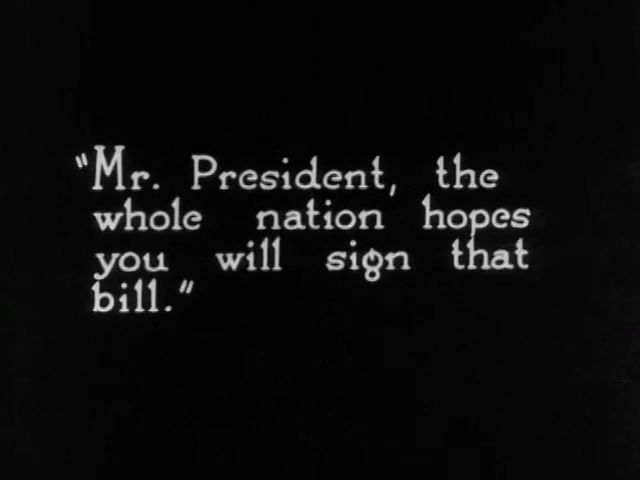 "Mr. President, the
whole nation hopes
you will sign that
bill."